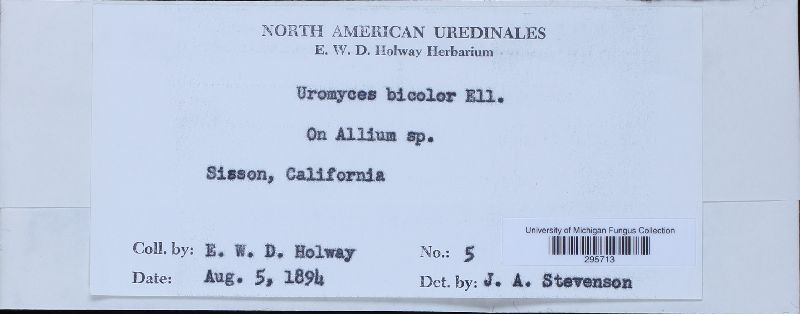 NORTH AMERICAN UREDINALES
E. W. D. Holway Herbarium
Uromyces bicolor Ell.
On Allium sp.
Sisson, California
Coll. by: E. W. D. Holway No.: 5
Date: Aug. 5, 1894 Det. by: J. A. Stevenson
University of Michigan Fungus Collection
295713